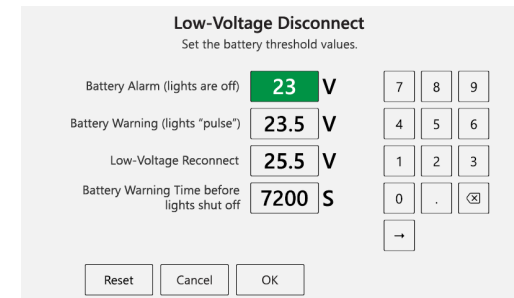 Low-Voltage Disconnect
Set the battery threshold values.
Battery Alarm (lights are off) 23 V
Battery Warning (lights “pulse”) 23.5 V
Low-Voltage Reconnect 25.5 V
Battery Warning Time before
lights shut off 7200 S
7 8 9
4 5 6
1 2 3
0 .
→
Reset Cancel OK